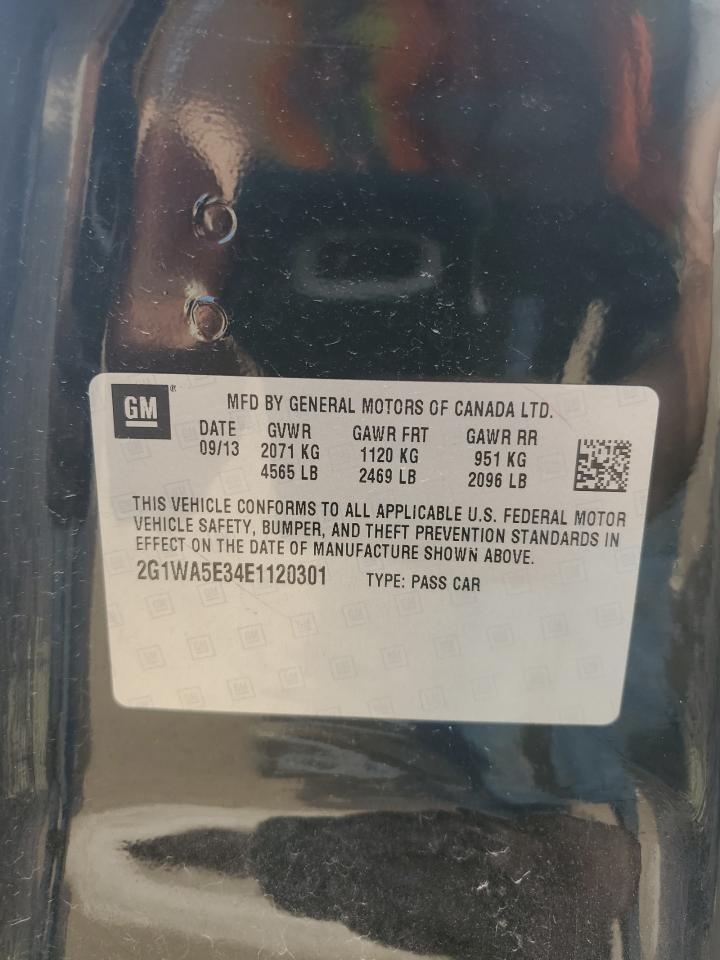 GM®
MFD BY GENERAL MOTORS OF CANADA LTD.
DATE GVWR GAWR FRT GAWR RR
09/13 2071 KG 1120 KG 951 KG
4565 LB 2469 LB 2096 LB
THIS VEHICLE CONFORMS TO ALL APPLICABLE U.S. FEDERAL MOTOR
VEHICLE SAFETY, BUMPER, AND THEFT PREVENTION STANDARDS IN
EFFECT ON THE DATE OF MANUFACTURE SHOWN ABOVE.
2G1WA5E34E1120301 TYPE: PASS CAR